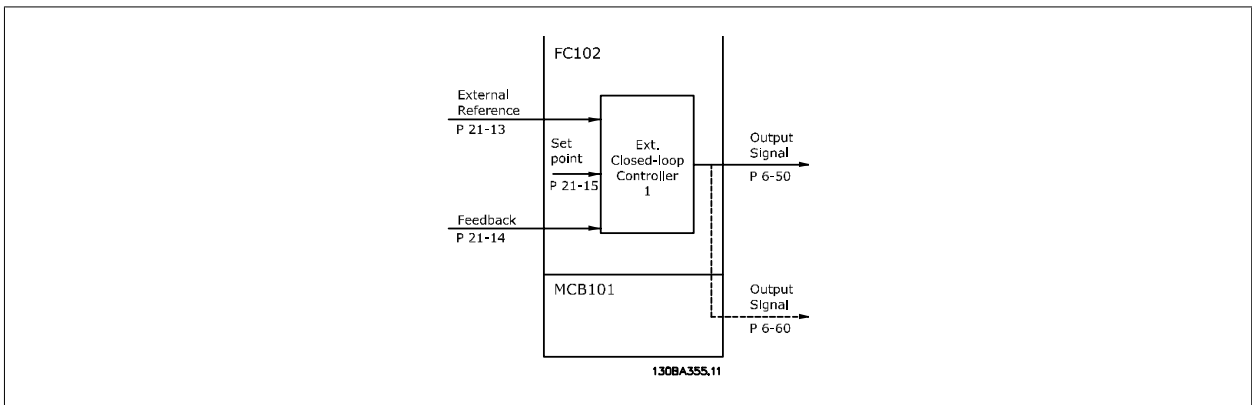 FC102
External
Reference
P 21-13
Set
point
P 21-15
Ext.
Closed-loop
Controller
1
Output
Signal
P 6-50
Feedback
P 21-14
MCB101
Output
Signal
P 6-60
130BA355.11